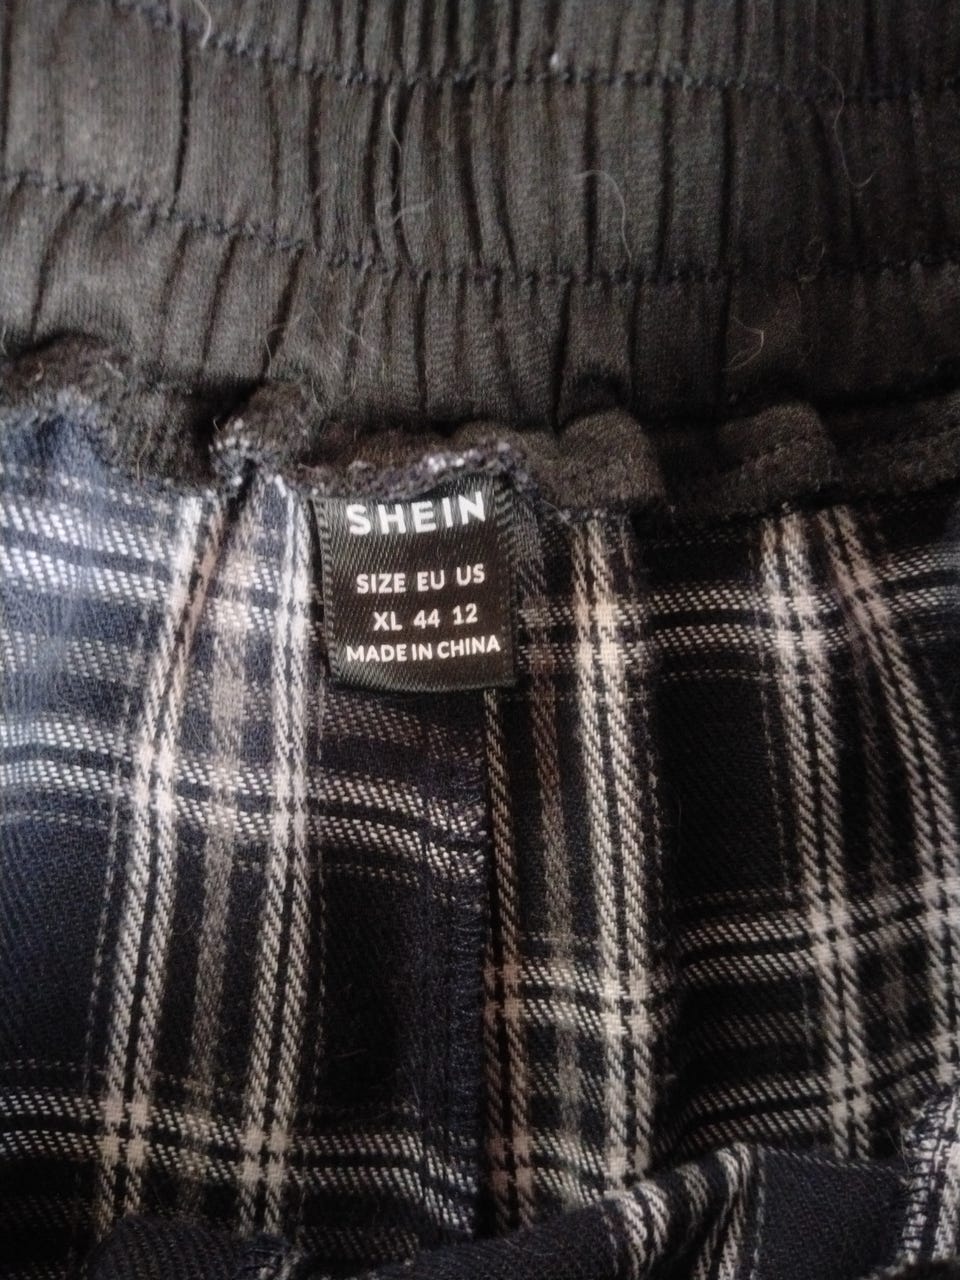 SHEIN
SIZE EU US
XL 44 12
MADE IN CHINA